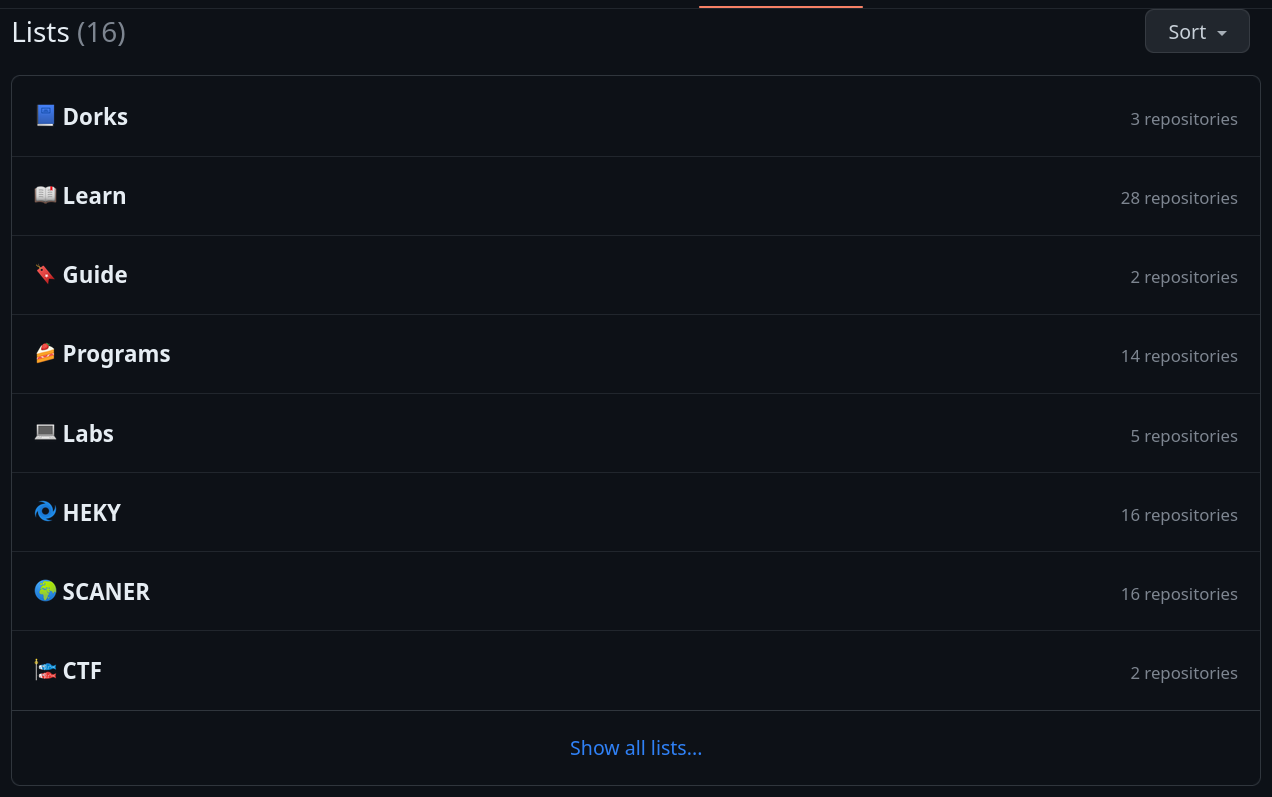 Lists (16)
Sort
Dorks
3 repositories
Learn
28 repositories
Guide
2 repositories
Programs
14 repositories
Labs
5 repositories
HEKY
16 repositories
SCANER
16 repositories
CTF
2 repositories
Show all lists...